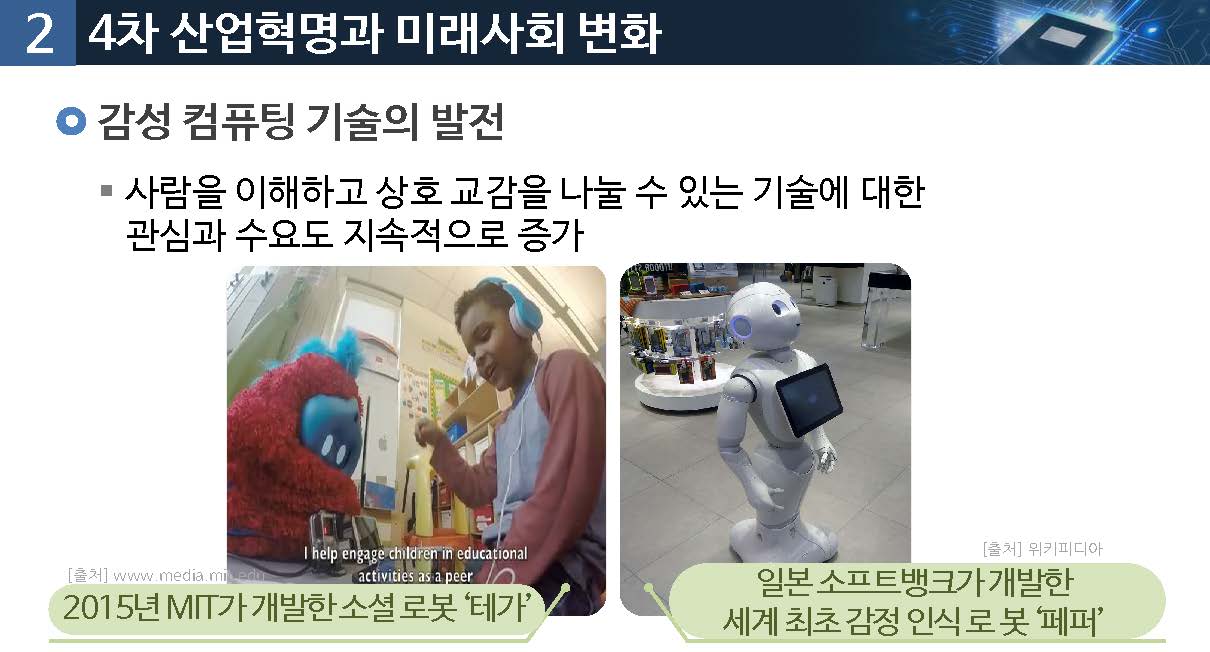 2 4차 산업혁명과 미래사회 변화
감성 컴퓨팅 기술의 발전
사람을 이해하고 상호 교감을 나눌 수 있는 기술에 대한
관심과 수요도 지속적으로 증가
I help engage children in educational
activities as a peer
[출처] www.media.mit.edu
2015년 MIT가 개발한 소셜 로봇 ‘테가’
[출처] 위키피디아
일본 소프트뱅크가 개발한
세계 최초 감정 인식 로 봇 ‘페퍼’